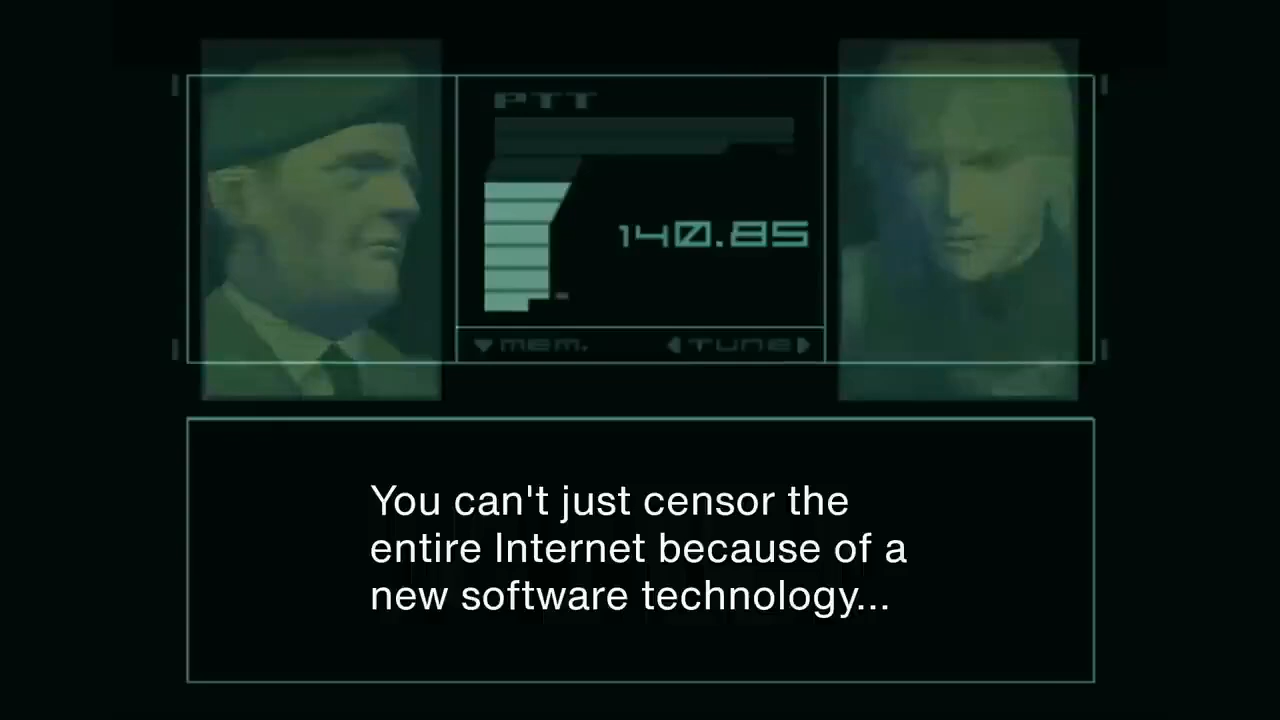 PTT
140.85
mem.
TUNE
You can't just censor the
entire Internet because of a
new software technology...